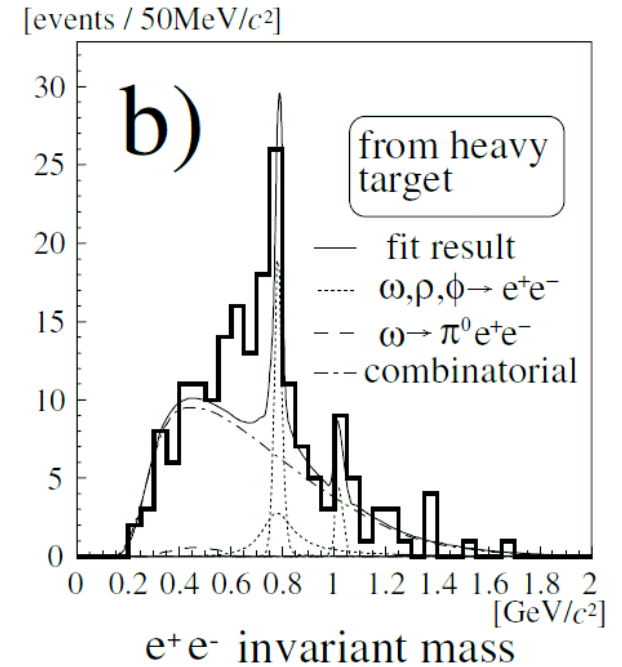 [events / 50MeV/c²]
b)
from heavy
target
fit result
ω,ρ,ϕ→ e⁺e⁻
ω→ π⁰e⁺e⁻
combinatorial
30
25
20
15
10
5
0
0 0.2 0.4 0.6 0.8 1 1.2 1.4 1.6 1.8 2
[GeV/c²]
e⁺e⁻ invariant mass